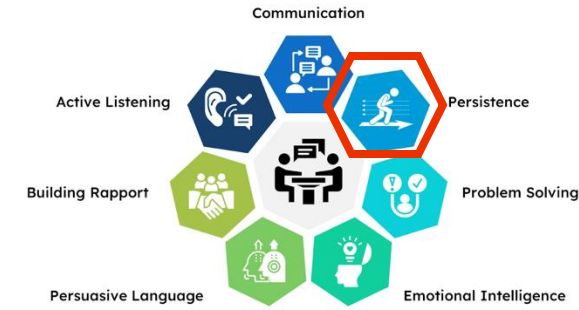 Communication
Active Listening
Persistence
Building Rapport
Problem Solving
Persuasive Language
Emotional Intelligence